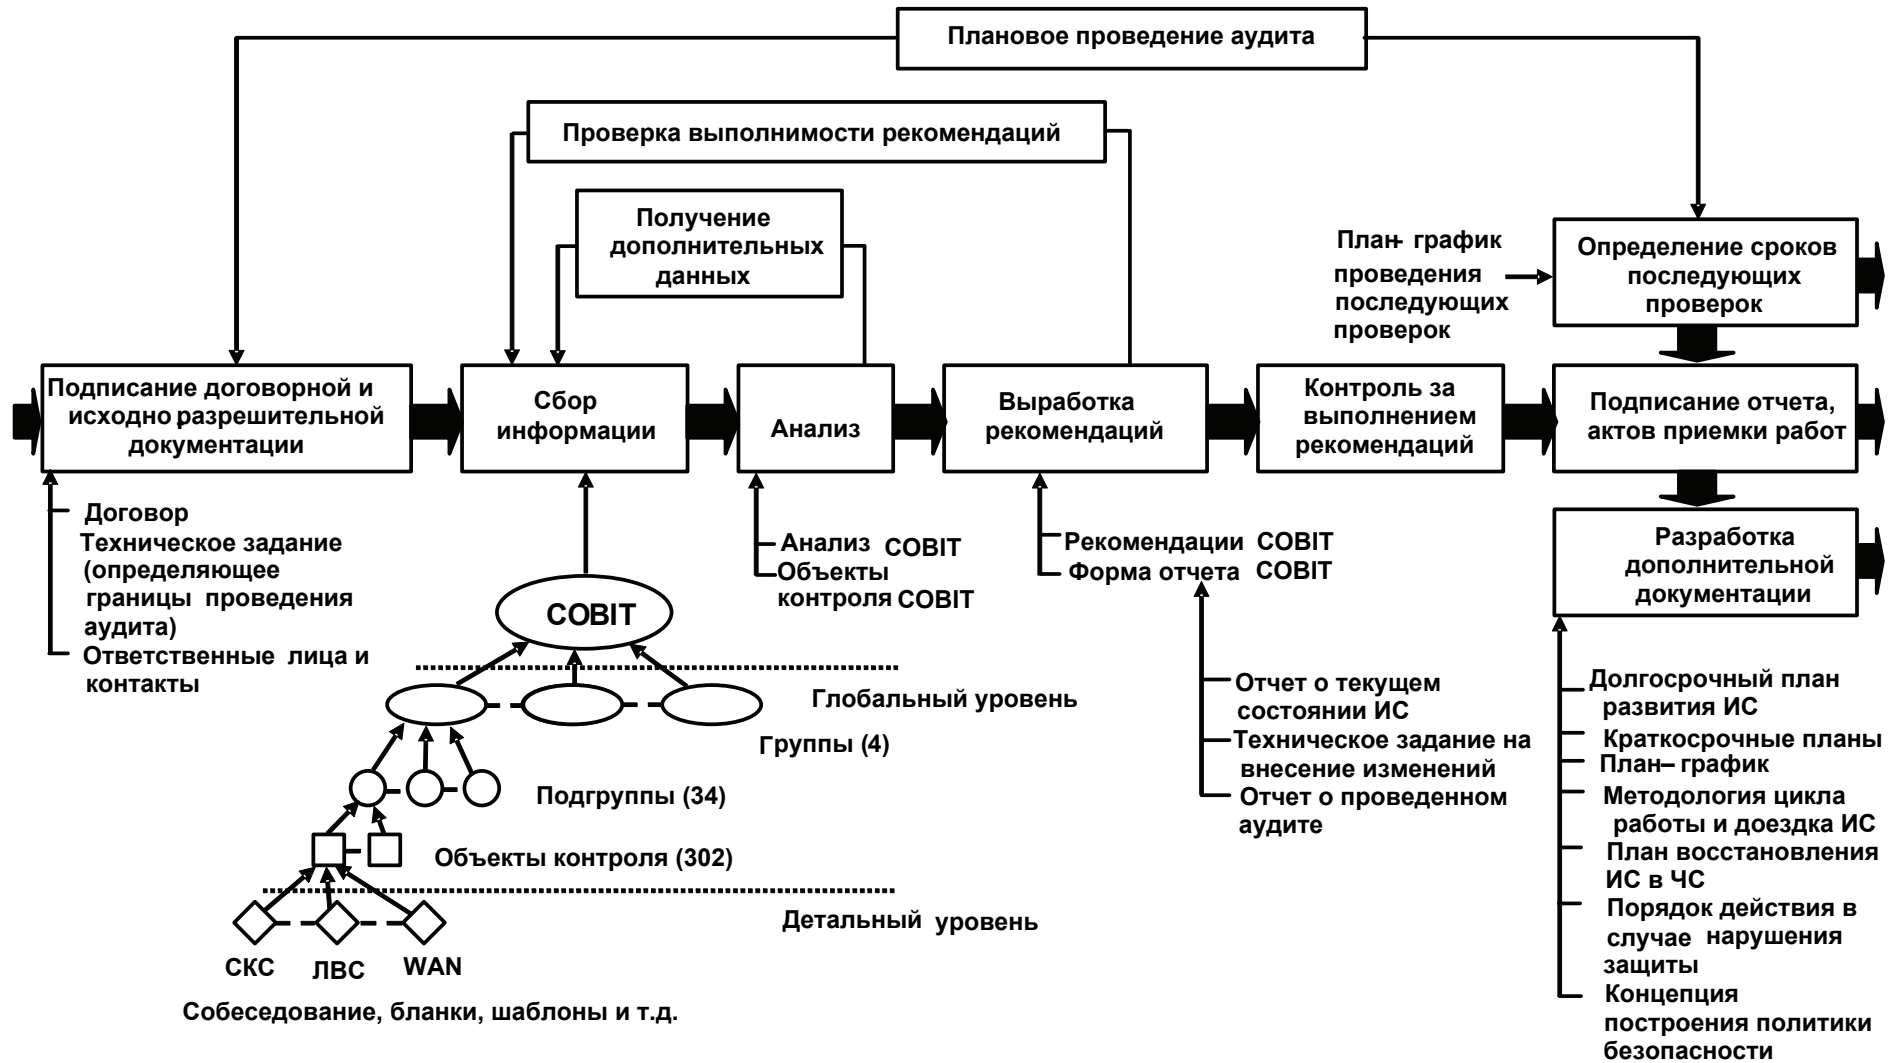 Плановое проведение аудита
Проверка выполнимости рекомендаций
Получение
дополнительных
данных
План- график
проведения
последующих
проверок
Определение сроков
последующих
проверок
Подписание договорной и
исходно разрешительной
документации
Сбор
информации
Анализ
Выработка
рекомендаций
Контроль за
выполнением
рекомендаций
Подписание отчета,
актов приемки работ
Разработка
дополнительной
документации
Договор
Техническое задание
(определяющее
границы проведения
аудита)
Ответственные лица и
контакты
COBIT
Анализ COBIT
Объекты
контроля COBIT
Рекомендации COBIT
Форма отчета COBIT
Глобальный уровень
Группы (4)
Подгруппы (34)
Объекты контроля (302)
Детальный уровень
СКС
ЛВС
WAN
Собеседование, бланки, шаблоны и т.д.
Отчет о текущем
состоянии ИС
Техническое задание на
внесение изменений
Отчет о проведенном
аудите
Долгосрочный план
развития ИС
Краткосрочные планы
План– график
Методология цикла
работы и доездка ИС
План восстановления
ИС в ЧС
Порядок действия в
случае нарушения
защиты
Концепция
построения политики
безопасности